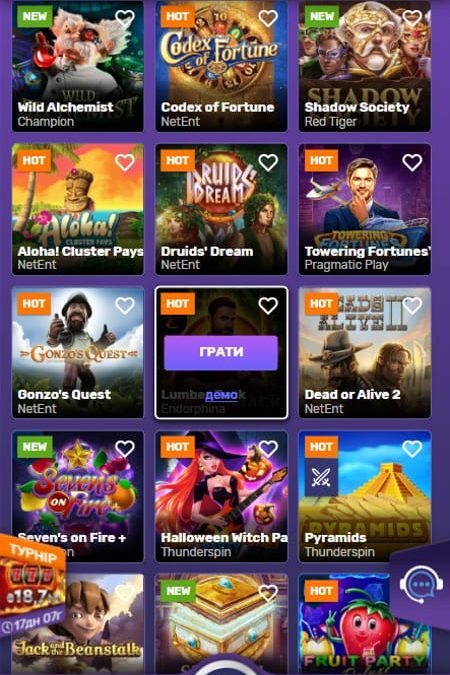 NEW
HOT
NEW
WILD
Codex of Fortune
SHADOW
SOCIETY
Wild Alchemist
Champion
Codex of Fortune
NetEnt
Shadow Society
Red Tiger
HOT
HOT
HOT
Aloha!
CLUSTER PAYS
DRUIDS'
DREAM
TOWERING
FORTUNES
Aloha! Cluster Pays
NetEnt
Druids' Dream
NetEnt
Towering Fortunes
Pragmatic Play
HOT
HOT
HOT
GONZO'S QUEST
ГРАТИ
DEAD OR
ALIVE II
Gonzo's Quest
NetEnt
демо
Endorphina
Dead or Alive 2
NetEnt
NEW
HOT
HOT
SEVENS
ON
FIRE+
PYRAMIDS
Seven's on Fire +
Halloween Witch Pa
Thunderspin
Pyramids
Thunderspin
ТУРНІР
777
₴18,7
17ДН 07Г
NEW
HOT
Jack and the Beanstalk
FRUIT PARTY